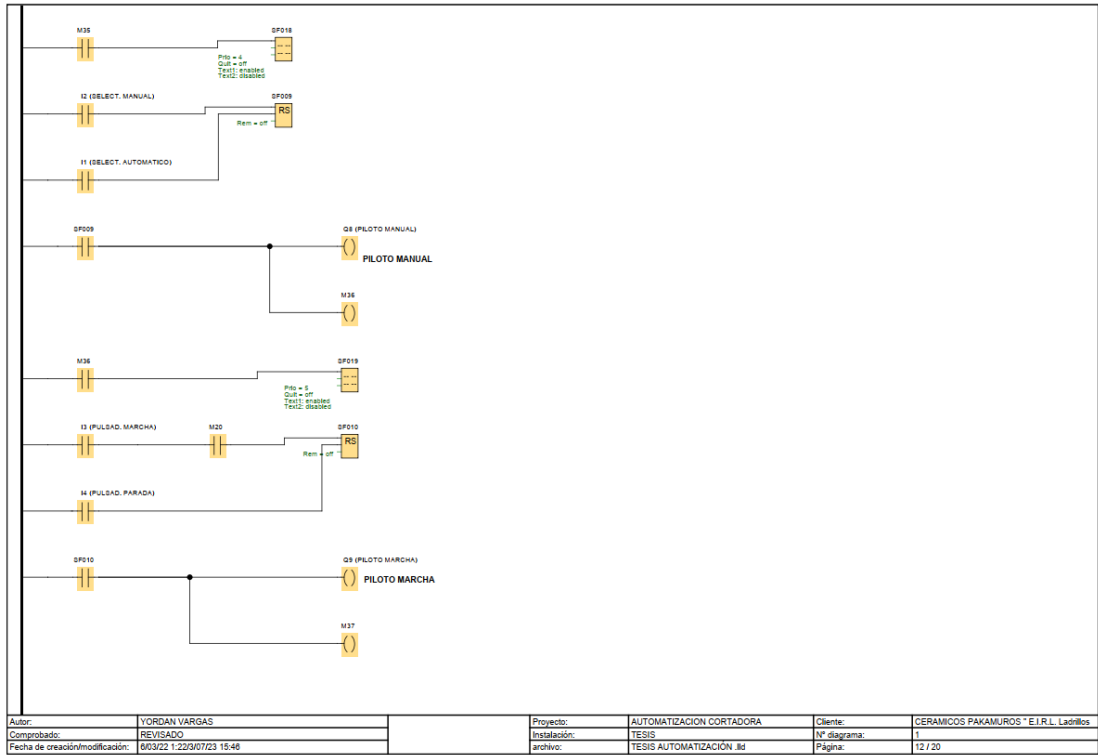 M35
SF018
Prio = 4
Quit = off
Text1: enabled
Text2: disabled
I2 (SELECT. MANUAL)
SF009
RS
Rem = off
I1 (SELECT. AUTOMATICO)
SF009
Q8 (PILOTO MANUAL)
PILOTO MANUAL
M36
M36
SF019
Prio = 5
Quit = off
Text1: enabled
Text2: disabled
I3 (PULSAD. MARCHA)
M20
SF010
RS
Rem = off
I4 (PULSAD. PARADA)
SF010
Q9 (PILOTO MARCHA)
PILOTO MARCHA
M37
Autor: YORDAN VARGAS Proyecto: AUTOMATIZACION CORTADORA Cliente: CERAMICOS PAKAMUROS " E.I.R.L. Ladrillos
Comprobado: REVISADO Instalación: TESIS Nº diagrama: 1
Fecha de creación/modificación: 6/03/22 1:22/3/07/23 15:46 archivo: TESIS AUTOMATIZACIÓN .lld Página: 12 / 20